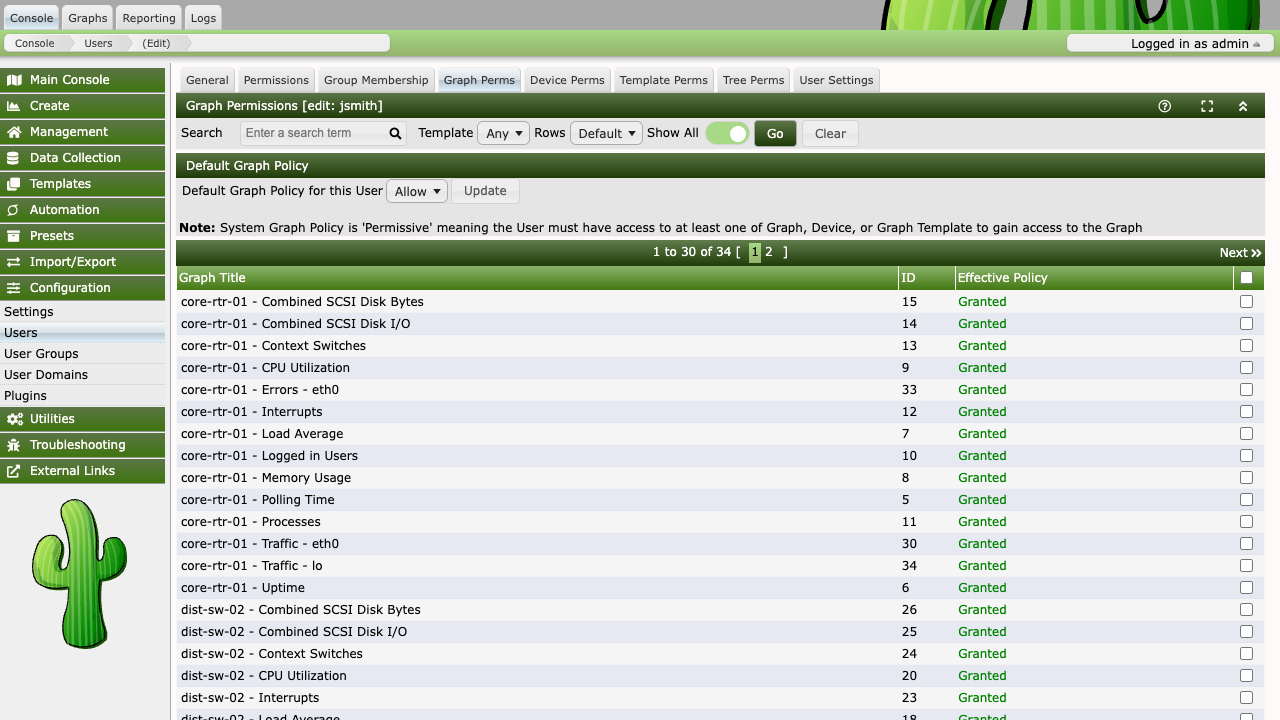 Console Graphs Reporting Logs
Console Users (Edit) Logged in as admin
Main Console
Create
Management
Data Collection
Templates
Automation
Presets
Import/Export
Configuration
Settings
Users
User Groups
User Domains
Plugins
Utilities
Troubleshooting
External Links
General Permissions Group Membership Graph Perms Device Perms Template Perms Tree Perms User Settings
Graph Permissions [edit: jsmith]
Search Enter a search term Template Any Rows Default Show All Go Clear
Default Graph Policy
Default Graph Policy for this User Allow Update
Note: System Graph Policy is 'Permissive' meaning the User must have access to at least one of Graph, Device, or Graph Template to gain access to the Graph
1 to 30 of 34 [ 1 2 ] Next
Graph Title ID Effective Policy
core-rtr-01 - Combined SCSI Disk Bytes 15 Granted
core-rtr-01 - Combined SCSI Disk I/O 14 Granted
core-rtr-01 - Context Switches 13 Granted
core-rtr-01 - CPU Utilization 9 Granted
core-rtr-01 - Errors - eth0 33 Granted
core-rtr-01 - Interrupts 12 Granted
core-rtr-01 - Load Average 7 Granted
core-rtr-01 - Logged in Users 10 Granted
core-rtr-01 - Memory Usage 8 Granted
core-rtr-01 - Polling Time 5 Granted
core-rtr-01 - Processes 11 Granted
core-rtr-01 - Traffic - eth0 30 Granted
core-rtr-01 - Traffic - lo 34 Granted
core-rtr-01 - Uptime 6 Granted
dist-sw-02 - Combined SCSI Disk Bytes 26 Granted
dist-sw-02 - Combined SCSI Disk I/O 25 Granted
dist-sw-02 - Context Switches 24 Granted
dist-sw-02 - CPU Utilization 20 Granted
dist-sw-02 - Interrupts 23 Granted
dist-sw-02 - Load Average 18 Granted